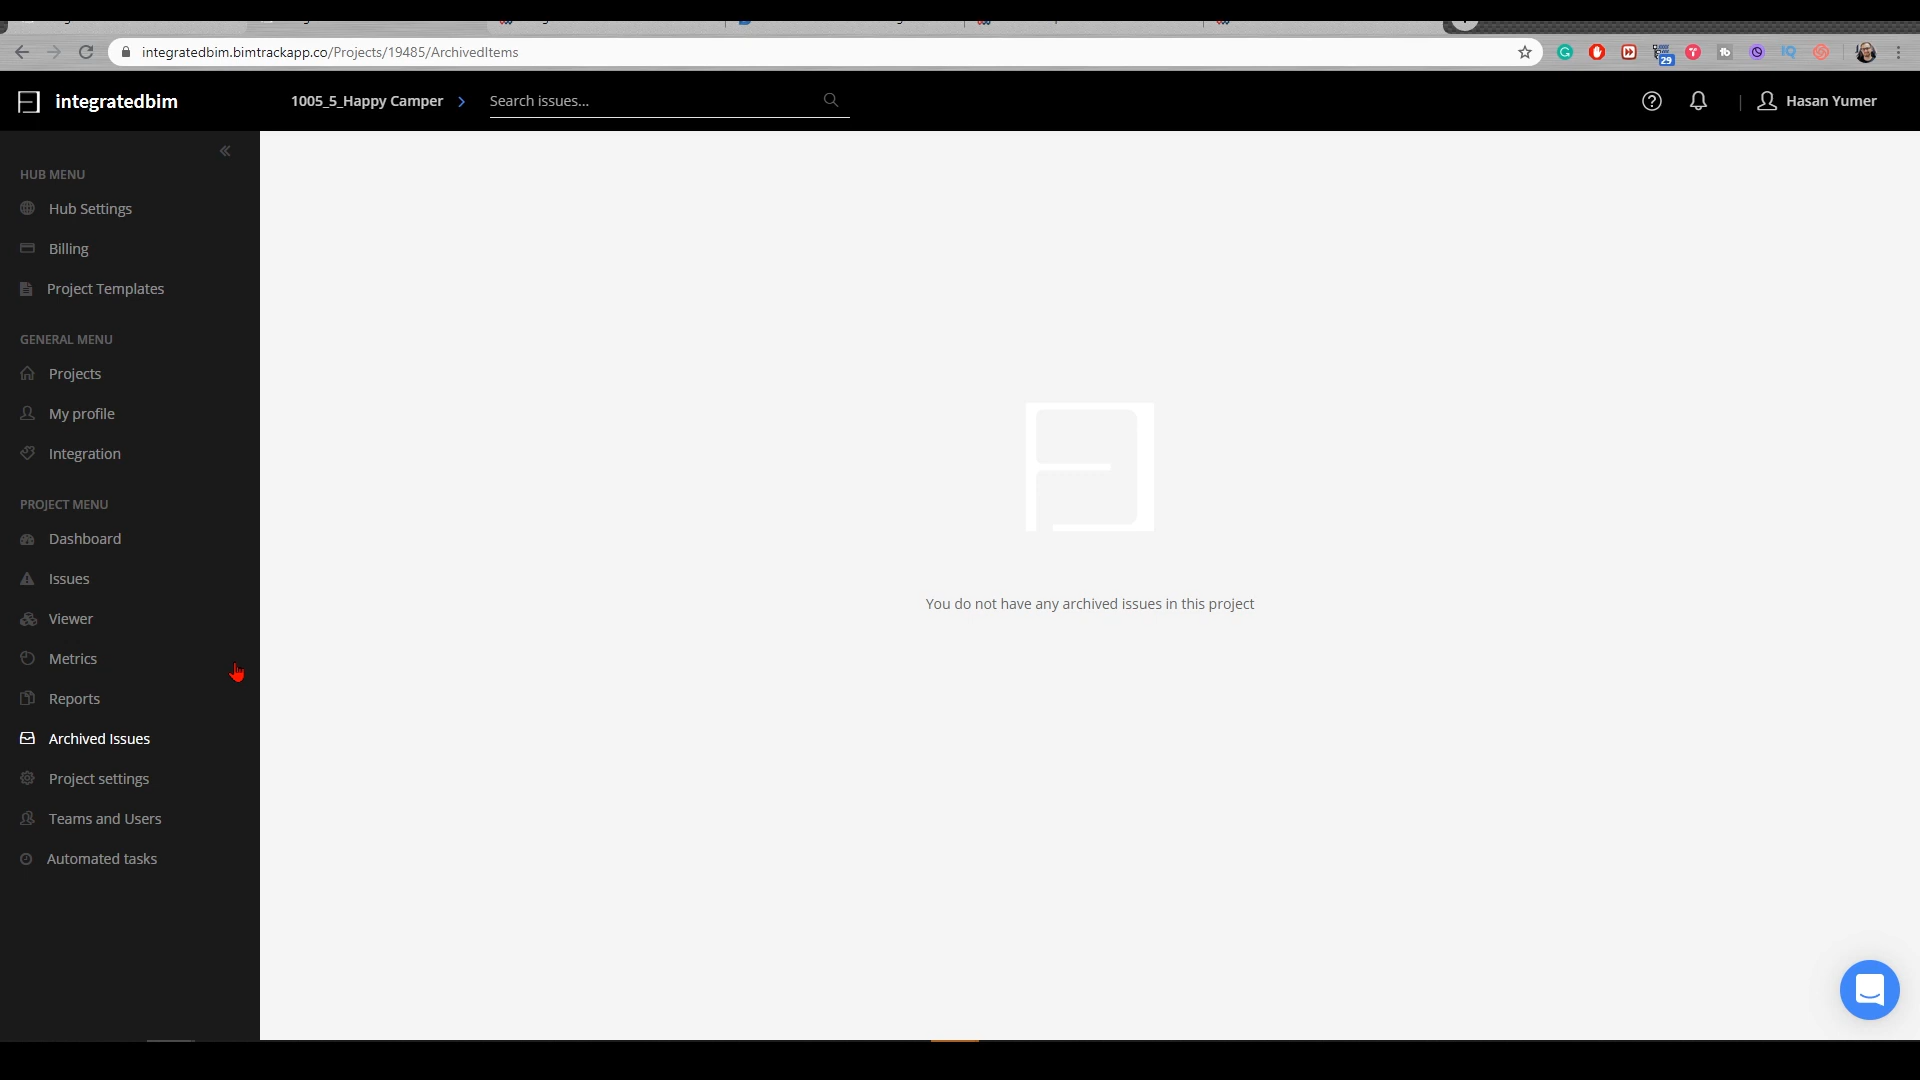 integratedbim.bimtrackapp.co/Projects/19485/ArchivedItems
29
integratedbim
1005_5_Happy Camper
Search issues...
Hasan Yumer
HUB MENU
Hub Settings
Billing
Project Templates
GENERAL MENU
Projects
My profile
Integration
PROJECT MENU
Dashboard
Issues
Viewer
Metrics
Reports
Archived Issues
Project settings
Teams and Users
Automated tasks
You do not have any archived issues in this project